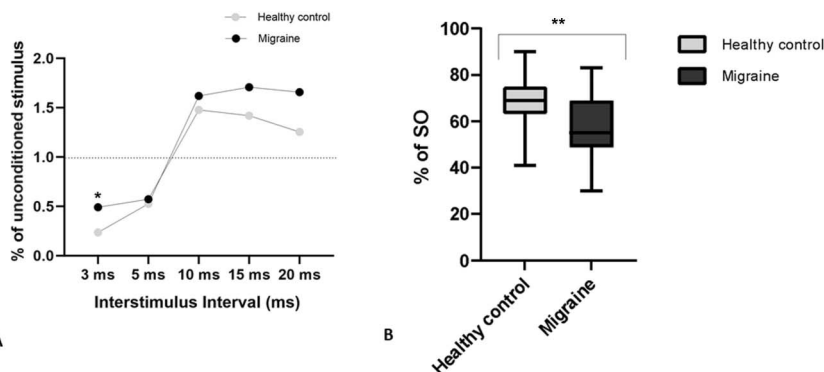 Healthy control
Migraine
% of unconditioned stimulus
2.0
1.5
1.0
0.5
0.0
*
3 ms 5 ms 10 ms 15 ms 20 ms
Interstimulus Interval (ms)
**
Healthy control
Migraine
% of SO
100
80
60
40
20
0
Healthy control
Migraine
B